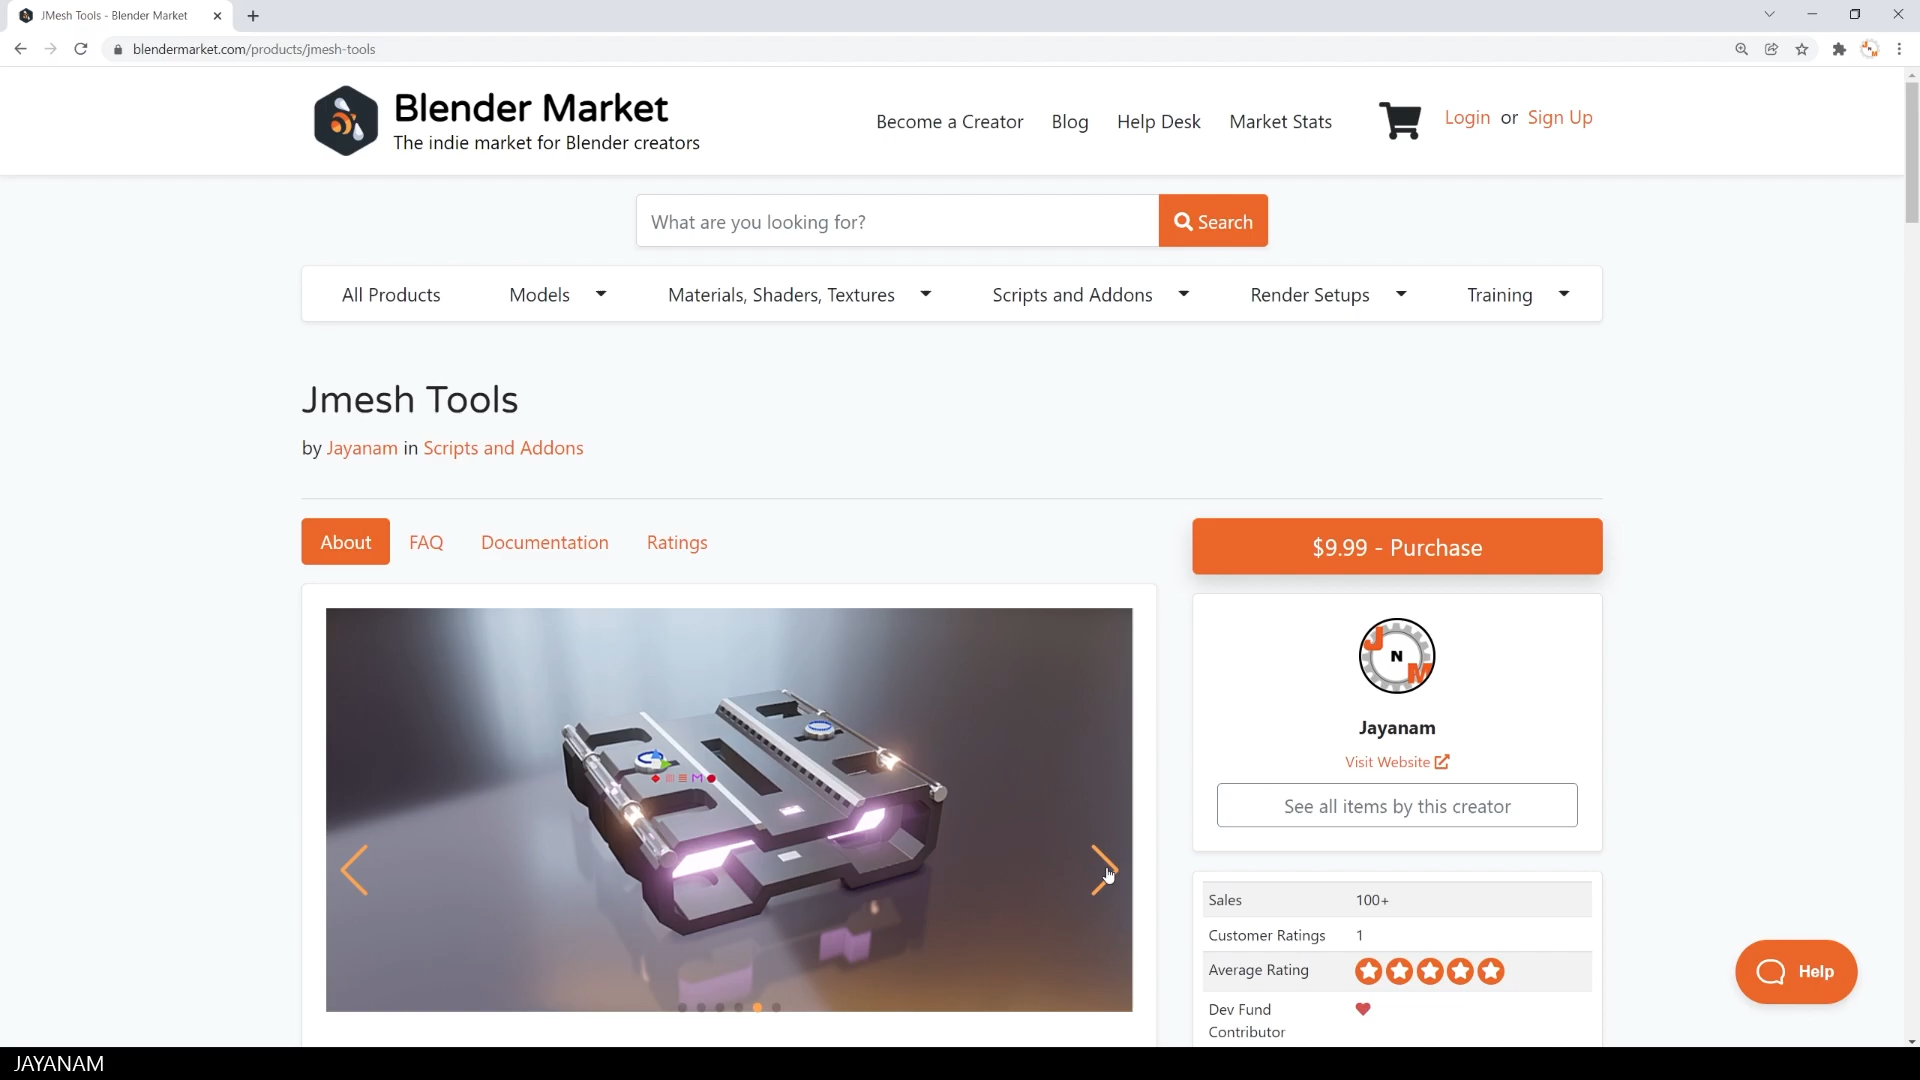 JMesh Tools - Blender Market
blendermarket.com/products/jmesh-tools
Blender Market
The indie market for Blender creators
Become a Creator Blog Help Desk Market Stats Login or Sign Up
What are you looking for? Search
All Products Models Materials, Shaders, Textures Scripts and Addons Render Setups Training
Jmesh Tools
by Jayanam in Scripts and Addons
About FAQ Documentation Ratings
$9.99 - Purchase
J N M
Jayanam
Visit Website
See all items by this creator
Sales 100+
Customer Ratings 1
Average Rating
Dev Fund
Contributor
Help
JAYANAM